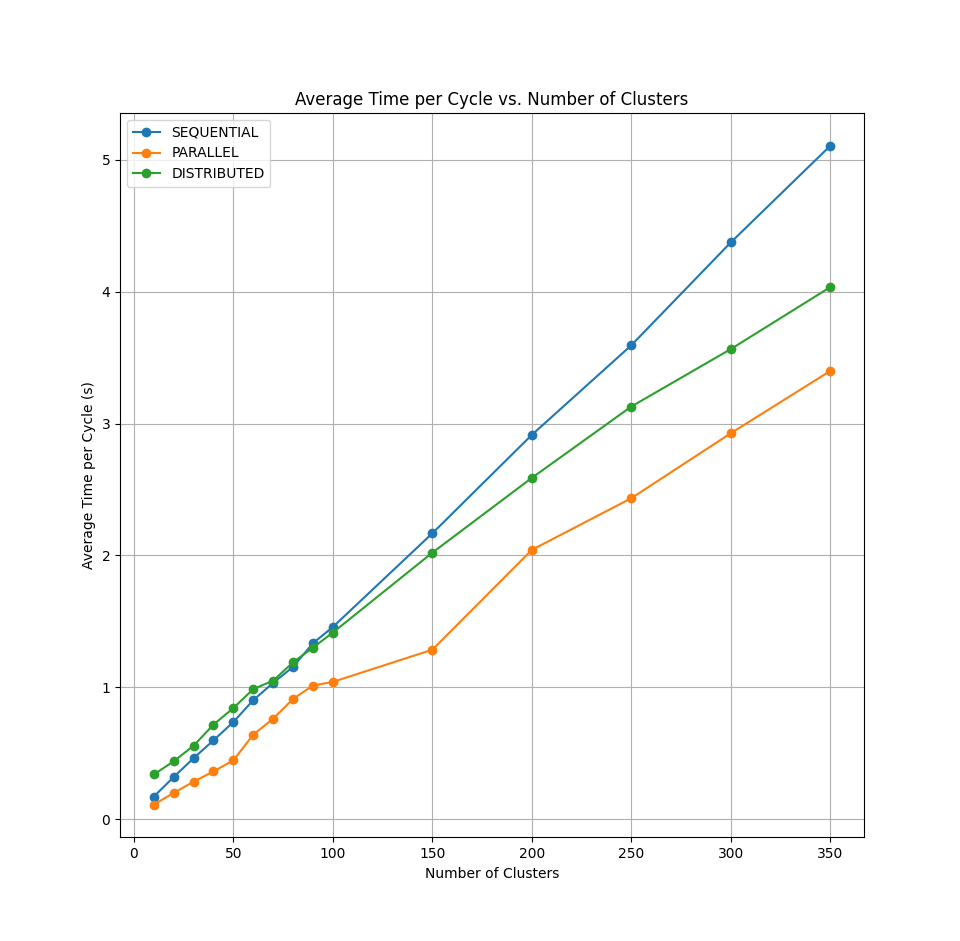 Average Time per Cycle vs. Number of Clusters
SEQUENTIAL
PARALLEL
DISTRIBUTED
Average Time per Cycle (s)
5
4
3
2
1
0
0 50 100 150 200 250 300 350
Number of Clusters